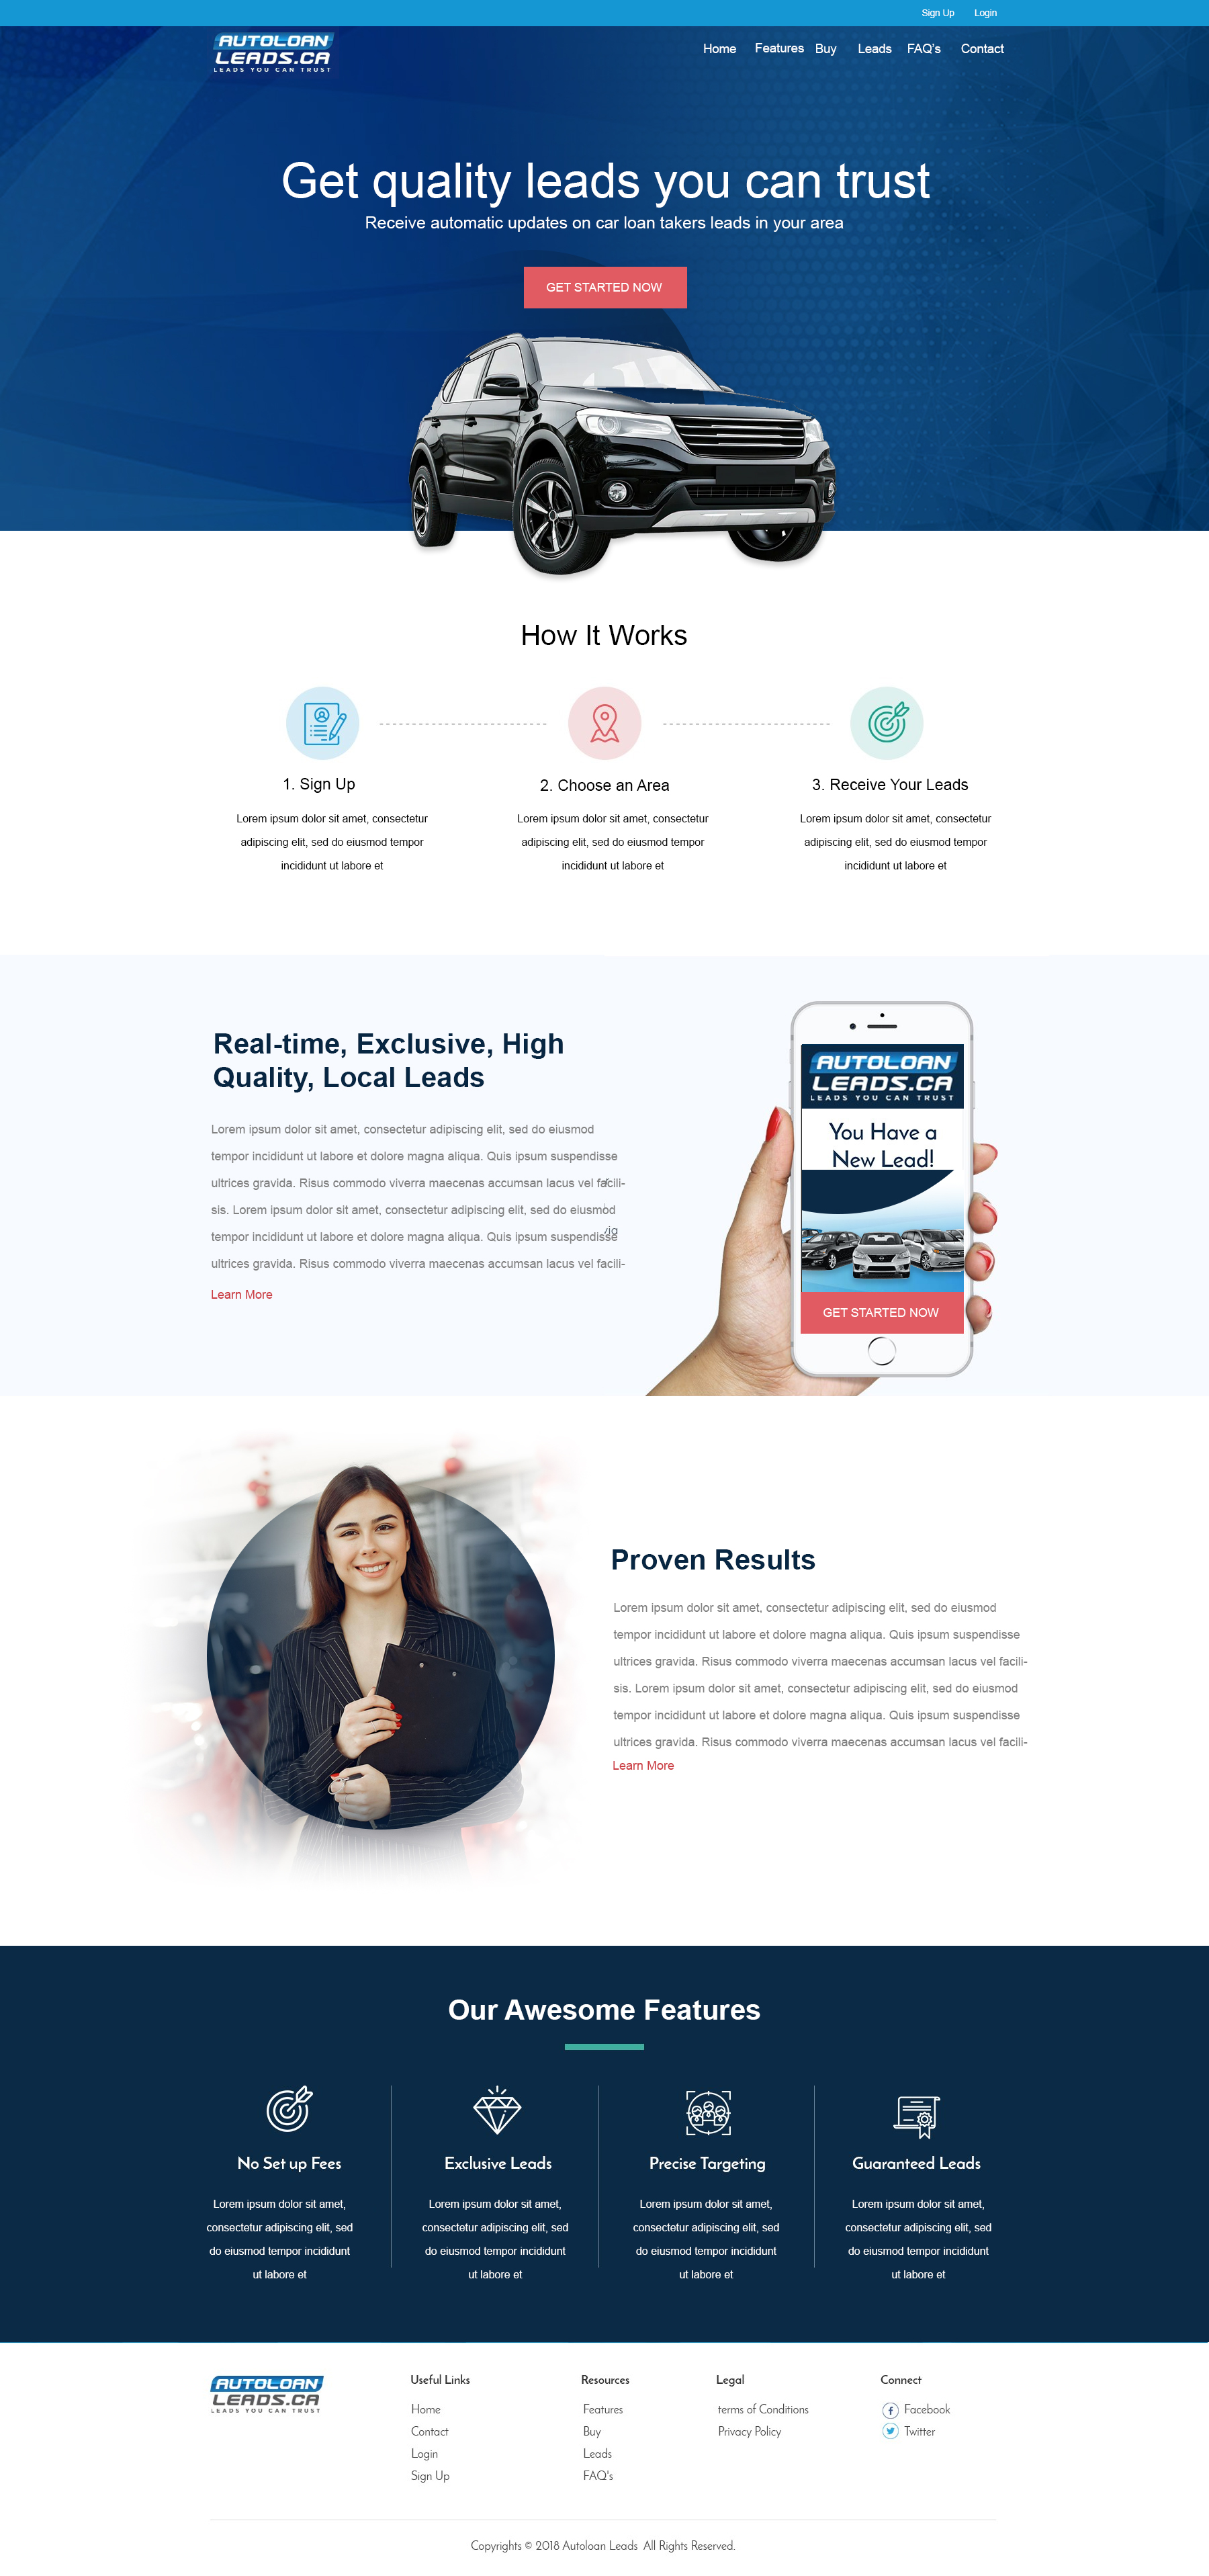 Sign Up Login
AUTOLOAN
LEADS.CA
LEADS YOU CAN TRUST
Home Features Buy Leads FAQ's Contact
Get quality leads you can trust
Receive automatic updates on car loan takers leads in your area
GET STARTED NOW
How It Works
1. Sign Up
Lorem ipsum dolor sit amet, consectetur
adipiscing elit, sed do eiusmod tempor
incididunt ut labore et
2. Choose an Area
Lorem ipsum dolor sit amet, consectetur
adipiscing elit, sed do eiusmod tempor
incididunt ut labore et
3. Receive Your Leads
Lorem ipsum dolor sit amet, consectetur
adipiscing elit, sed do eiusmod tempor
incididunt ut labore et
Real-time, Exclusive, High
Quality, Local Leads
Lorem ipsum dolor sit amet, consectetur adipiscing elit, sed do eiusmod
tempor incididunt ut labore et dolore magna aliqua. Quis ipsum suspendisse
ultrices gravida. Risus commodo viverra maecenas accumsan lacus vel facili-
sis. Lorem ipsum dolor sit amet, consectetur adipiscing elit, sed do eiusmod
tempor incididunt ut labore et dolore magna aliqua. Quis ipsum suspendisse
ultrices gravida. Risus commodo viverra maecenas accumsan lacus vel facili-
Learn More
AUTOLOAN
LEADS.CA
LEADS YOU CAN TRUST
You Have a
New Lead!
GET STARTED NOW
Proven Results
Lorem ipsum dolor sit amet, consectetur adipiscing elit, sed do eiusmod
tempor incididunt ut labore et dolore magna aliqua. Quis ipsum suspendisse
ultrices gravida. Risus commodo viverra maecenas accumsan lacus vel facili-
sis. Lorem ipsum dolor sit amet, consectetur adipiscing elit, sed do eiusmod
tempor incididunt ut labore et dolore magna aliqua. Quis ipsum suspendisse
ultrices gravida. Risus commodo viverra maecenas accumsan lacus vel facili-
Learn More
Our Awesome Features
No Set up Fees
Lorem ipsum dolor sit amet,
consectetur adipiscing elit, sed
do eiusmod tempor incididunt
ut labore et
Exclusive Leads
Lorem ipsum dolor sit amet,
consectetur adipiscing elit, sed
do eiusmod tempor incididunt
ut labore et
Precise Targeting
Lorem ipsum dolor sit amet,
consectetur adipiscing elit, sed
do eiusmod tempor incididunt
ut labore et
Guaranteed Leads
Lorem ipsum dolor sit amet,
consectetur adipiscing elit, sed
do eiusmod tempor incididunt
ut labore et
AUTOLOAN
LEADS.CA
LEADS YOU CAN TRUST
Useful Links
Home
Contact
Login
Sign Up
Resources
Features
Buy
Leads
FAQ's
Legal
terms of Conditions
Privacy Policy
Connect
Facebook
Twitter
Copyrights © 2018 Autoloan Leads All Rights Reserved.